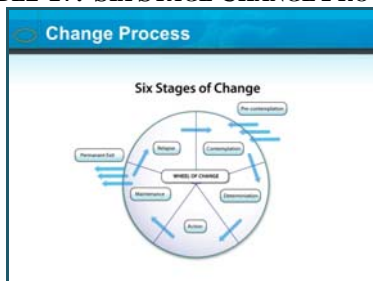 Change Process
Six Stages of Change
Pre-contemplation
Relapse
Contemplation
Permanent Exit
WHEEL OF CHANGE
Maintenance
Determination
Action